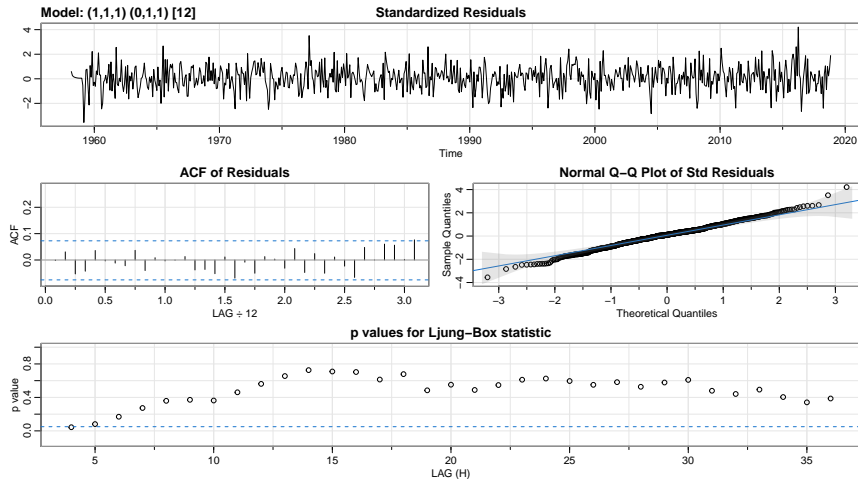 Model: (1,1,1) (0,1,1) [12] Standardized Residuals
4
2
0
−2
1960 1970 1980 1990 2000 2010 2020
Time
ACF of Residuals
ACF
0.2
0.1
0.0
0.0 0.5 1.0 1.5 2.0 2.5 3.0
LAG ÷ 12
Normal Q−Q Plot of Std Residuals
Sample Quantiles
4
2
0
−2
−4
−3 −2 −1 0 1 2 3
Theoretical Quantiles
p values for Ljung−Box statistic
p value
0.8
0.4
0.0
5 10 15 20 25 30 35
LAG (H)